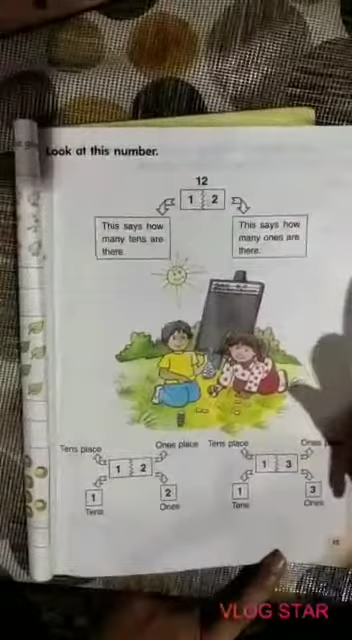 Look at this number.
12
1 2
This says how
many tens are
there.
This says how
many ones are
there.
Tens place Ones place Tens place Ones
1 2 1 3
1 2 1 3
Tens Ones Tens Ones
VLOG STAR